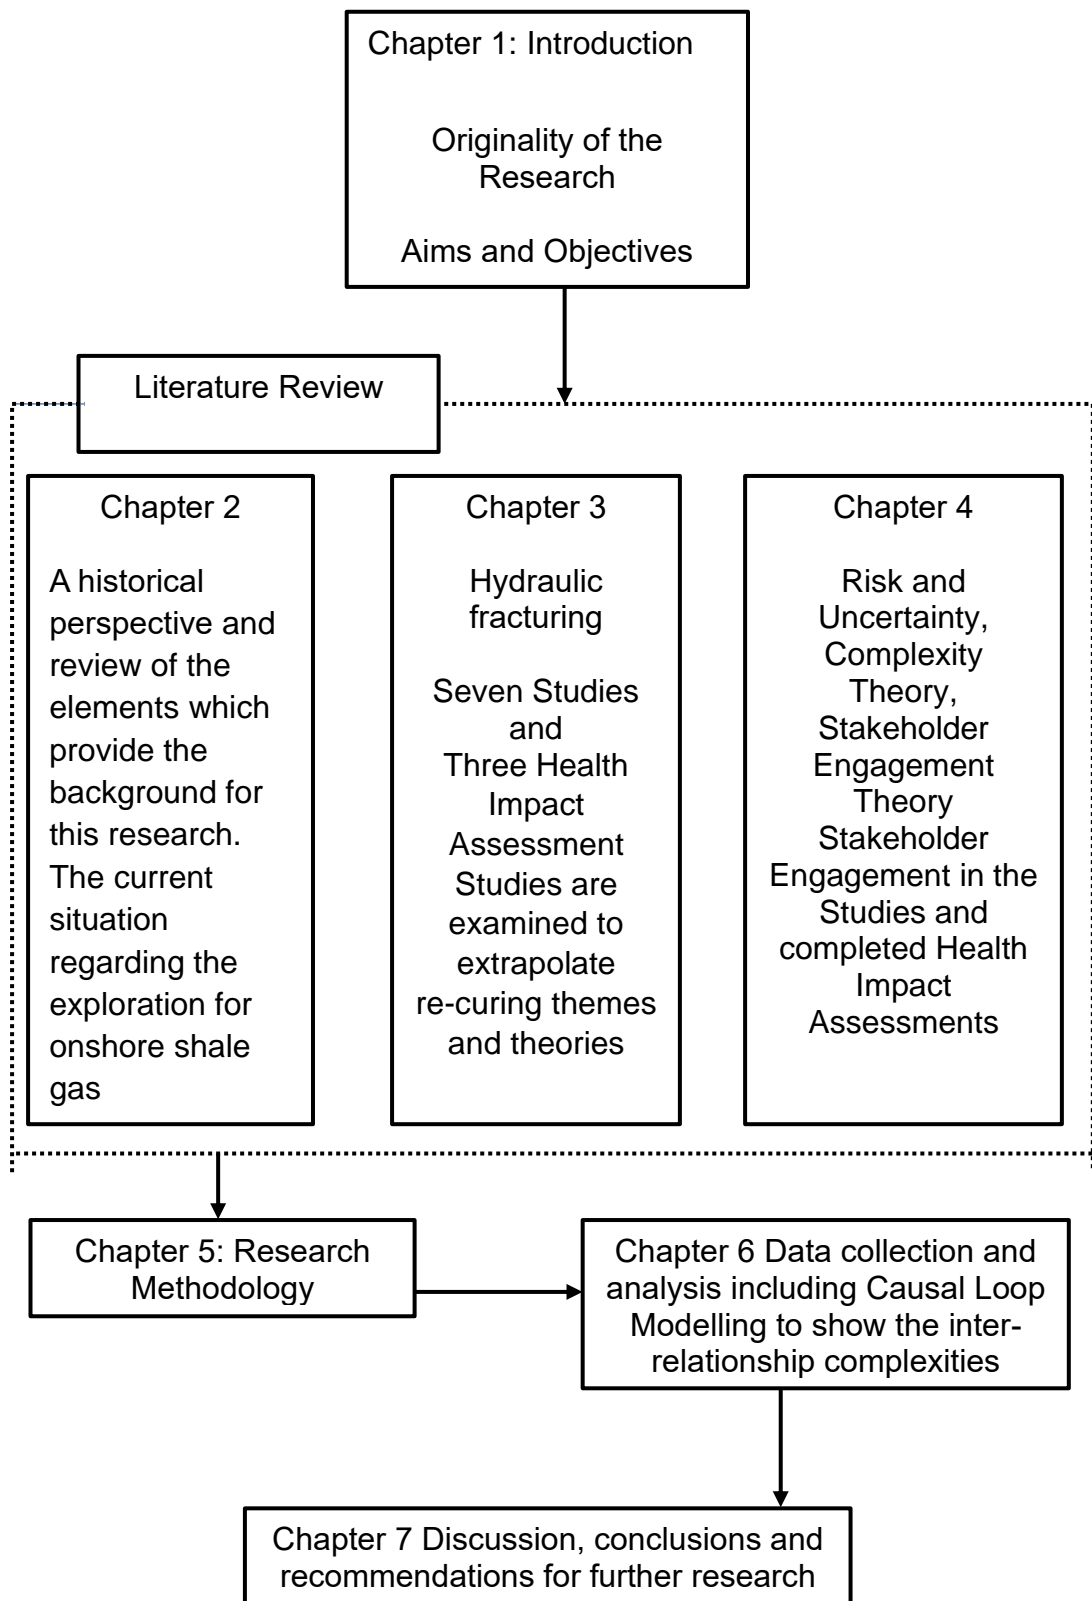 Chapter 1: Introduction
Originality of the
Research
Aims and Objectives
Literature Review
Chapter 2
A historical
perspective and
review of the
elements which
provide the
background for
this research.
The current
situation
regarding the
exploration for
onshore shale
gas
Chapter 3
Hydraulic
fracturing
Seven Studies
and
Three Health
Impact
Assessment
Studies are
examined to
extrapolate
re-curing themes
and theories
Chapter 4
Risk and
Uncertainty,
Complexity
Theory,
Stakeholder
Engagement
Theory
Stakeholder
Engagement in the
Studies and
completed Health
Impact
Assessments
Chapter 5: Research
Methodology
Chapter 6 Data collection and
analysis including Causal Loop
Modelling to show the inter-
relationship complexities
Chapter 7 Discussion, conclusions and
recommendations for further research